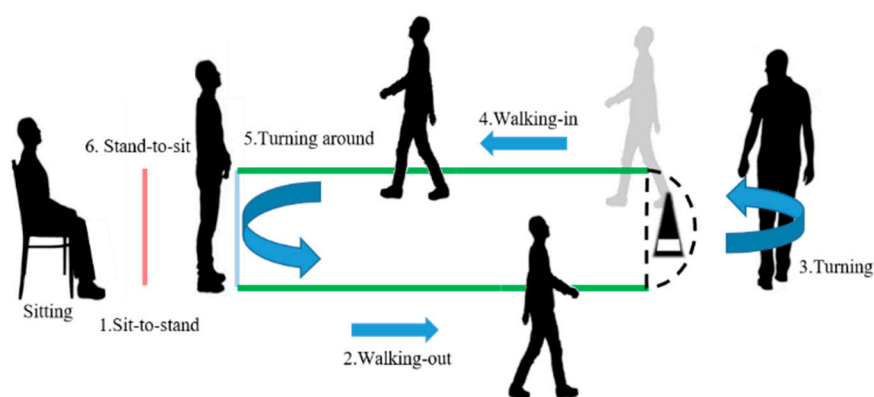 4.Walking-in
6. Stand-to-sit
5.Turning around
3.Turning
Sitting
1.Sit-to-stand
2.Walking-out